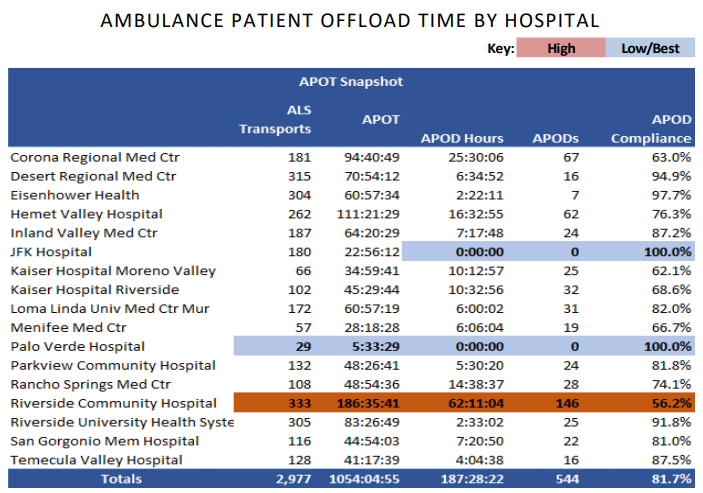 AMBULANCE PATIENT OFFLOAD TIME BY HOSPITAL
Key: High Low/Best
APOT Snapshot
ALS Transports APOT APOD Hours APODs APOD Compliance
Corona Regional Med Ctr 181 94:40:49 25:30:06 67 63.0%
Desert Regional Med Ctr 315 70:54:12 6:34:52 16 94.9%
Eisenhower Health 304 60:57:34 2:22:11 7 97.7%
Hemet Valley Hospital 262 111:21:29 16:32:55 62 76.3%
Inland Valley Med Ctr 187 64:20:29 7:17:48 24 87.2%
JFK Hospital 180 22:56:12 0:00:00 0 100.0%
Kaiser Hospital Moreno Valley 66 34:59:41 10:12:57 25 62.1%
Kaiser Hospital Riverside 102 45:29:44 10:32:56 32 68.6%
Loma Linda Univ Med Ctr Mur 172 60:57:19 6:00:02 31 82.0%
Menifee Med Ctr 57 28:18:28 6:06:04 19 66.7%
Palo Verde Hospital 29 5:33:29 0:00:00 0 100.0%
Parkview Community Hospital 132 48:26:41 5:30:20 24 81.8%
Rancho Springs Med Ctr 108 48:54:36 14:38:37 28 74.1%
Riverside Community Hospital 333 186:35:41 62:11:04 146 56.2%
Riverside University Health Syste 305 83:26:49 2:33:02 25 91.8%
San Gorgonio Mem Hospital 116 44:54:03 7:20:50 22 81.0%
Temecula Valley Hospital 128 41:17:39 4:04:38 16 87.5%
Totals 2,977 1054:04:55 187:28:22 544 81.7%